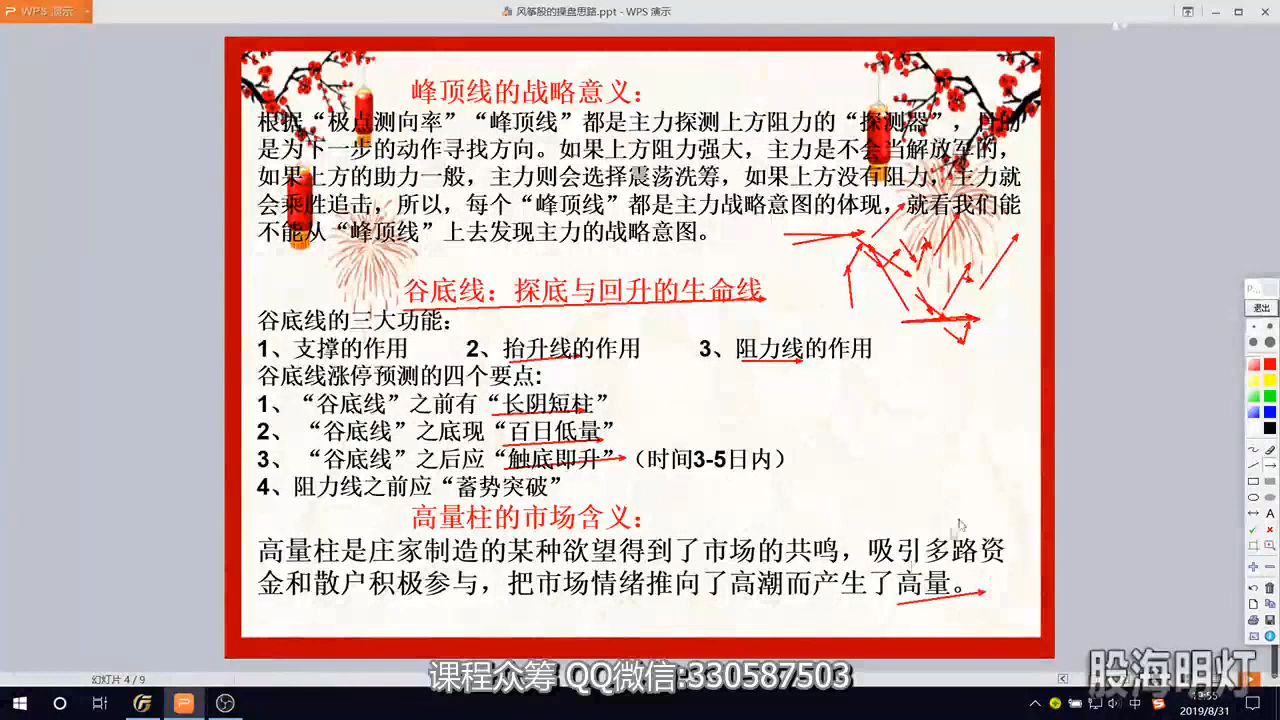 WPS 演示
风筝股的操盘思路.ppt - WPS 演示
峰顶线的战略意义：
根据“极点测向率”“峰顶线”都是主力探测上方阻力的“探测器”，目的
是为下一步的动作寻找方向。如果上方阻力强大，主力是不会当解放军的，
如果上方的助力一般，主力则会选择震荡洗筹，如果上方没有阻力，主力就
会乘胜追击，所以，每个“峰顶线”都是主力战略意图的体现，就看我们能
不能从“峰顶线”上去发现主力的战略意图。
谷底线：探底与回升的生命线
谷底线的三大功能：
1、支撑的作用 2、抬升线的作用 3、阻力线的作用
谷底线涨停预测的四个要点：
1、“谷底线”之前有“长阴短柱”
2、 “谷底线”之底现“百日低量”
3、 “谷底线”之后应“触底即升”（时间3-5日内）
4、阻力线之前应“蓄势突破”
高量柱的市场含义：
高量柱是庄家制造的某种欲望得到了市场的共鸣，吸引多路资
金和散户积极参与，把市场情绪推向了高潮而产生了高量。
P...
退出
课程众筹 QQ微信:330587503
股海明灯
幻灯片 4 / 9
中
19:55
2019/8/31